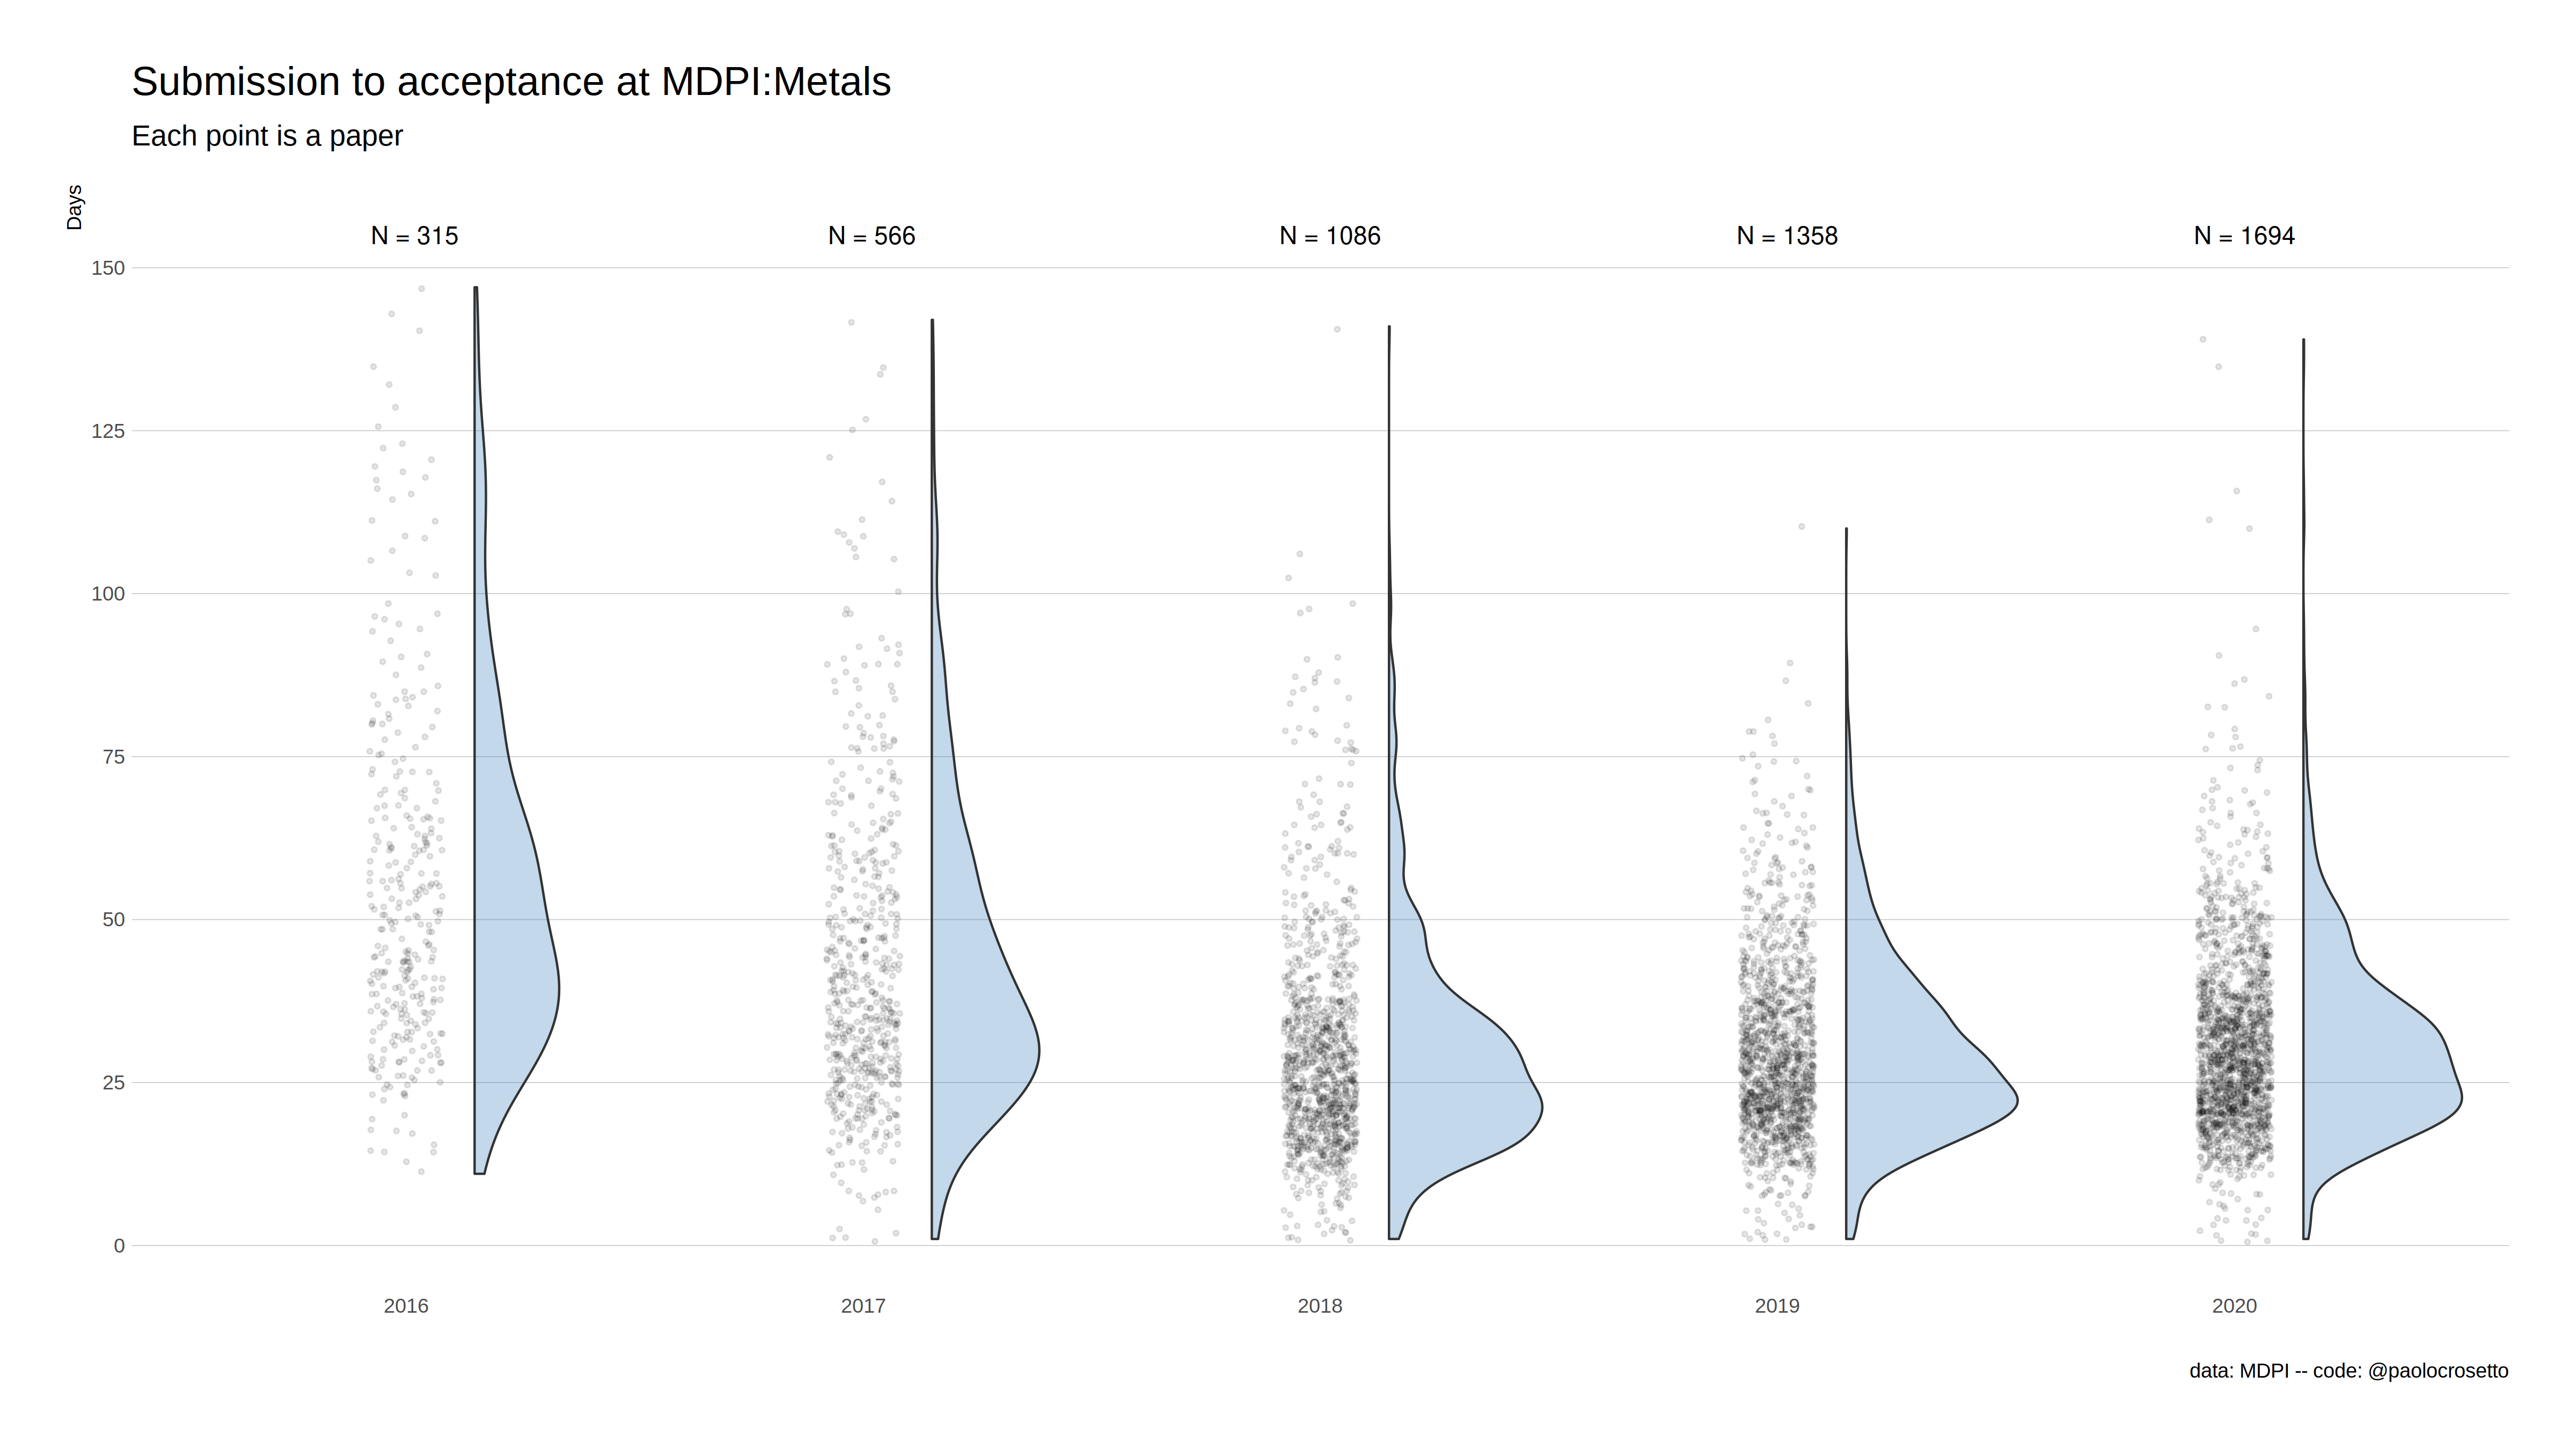 Submission to acceptance at MDPI:Metals
Each point is a paper
Days
N = 315
N = 566
N = 1086
N = 1358
N = 1694
150
125
100
75
50
25
0
2016
2017
2018
2019
2020
data: MDPI -- code: @paolocrosetto